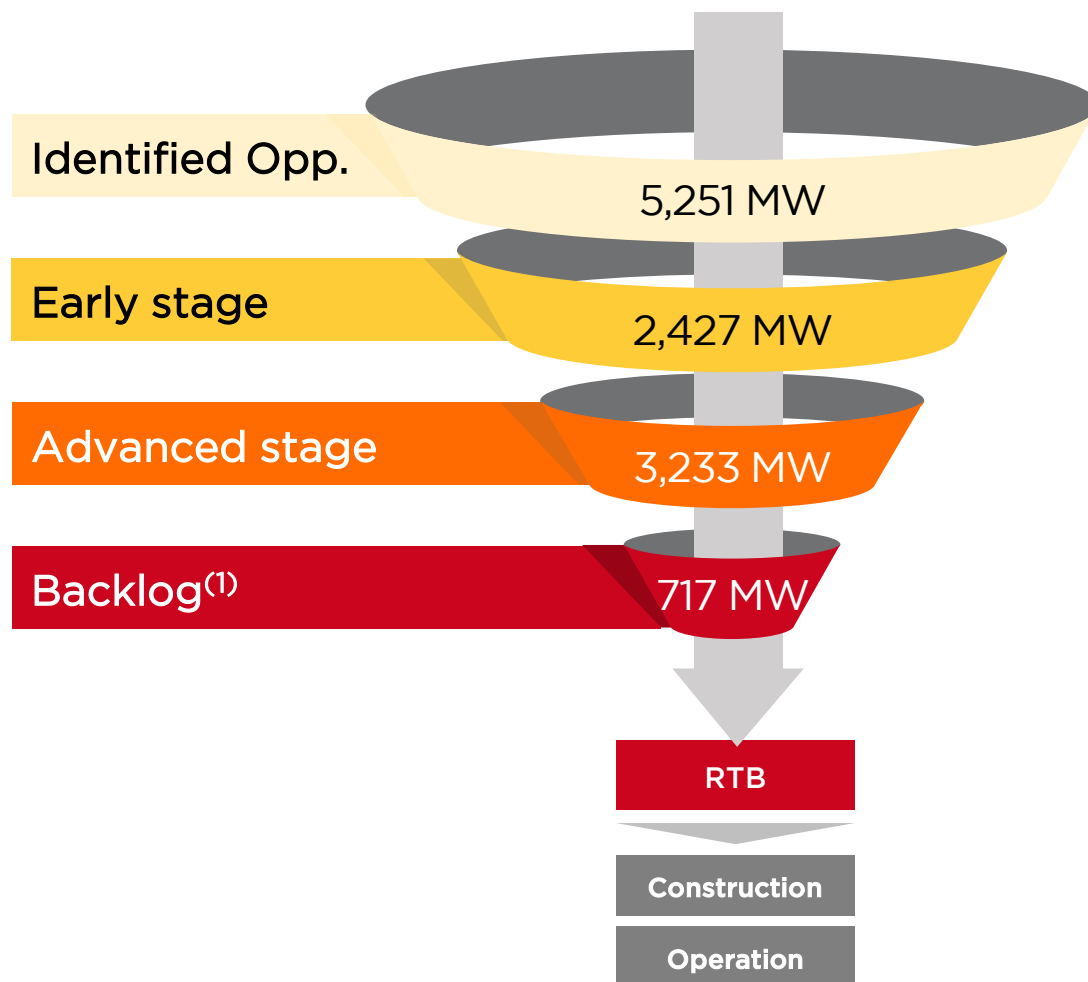 Identified Opp.
5,251 MW
Early stage
2,427 MW
Advanced stage
3,233 MW
Backlog(1)
717 MW
RTB
Construction
Operation